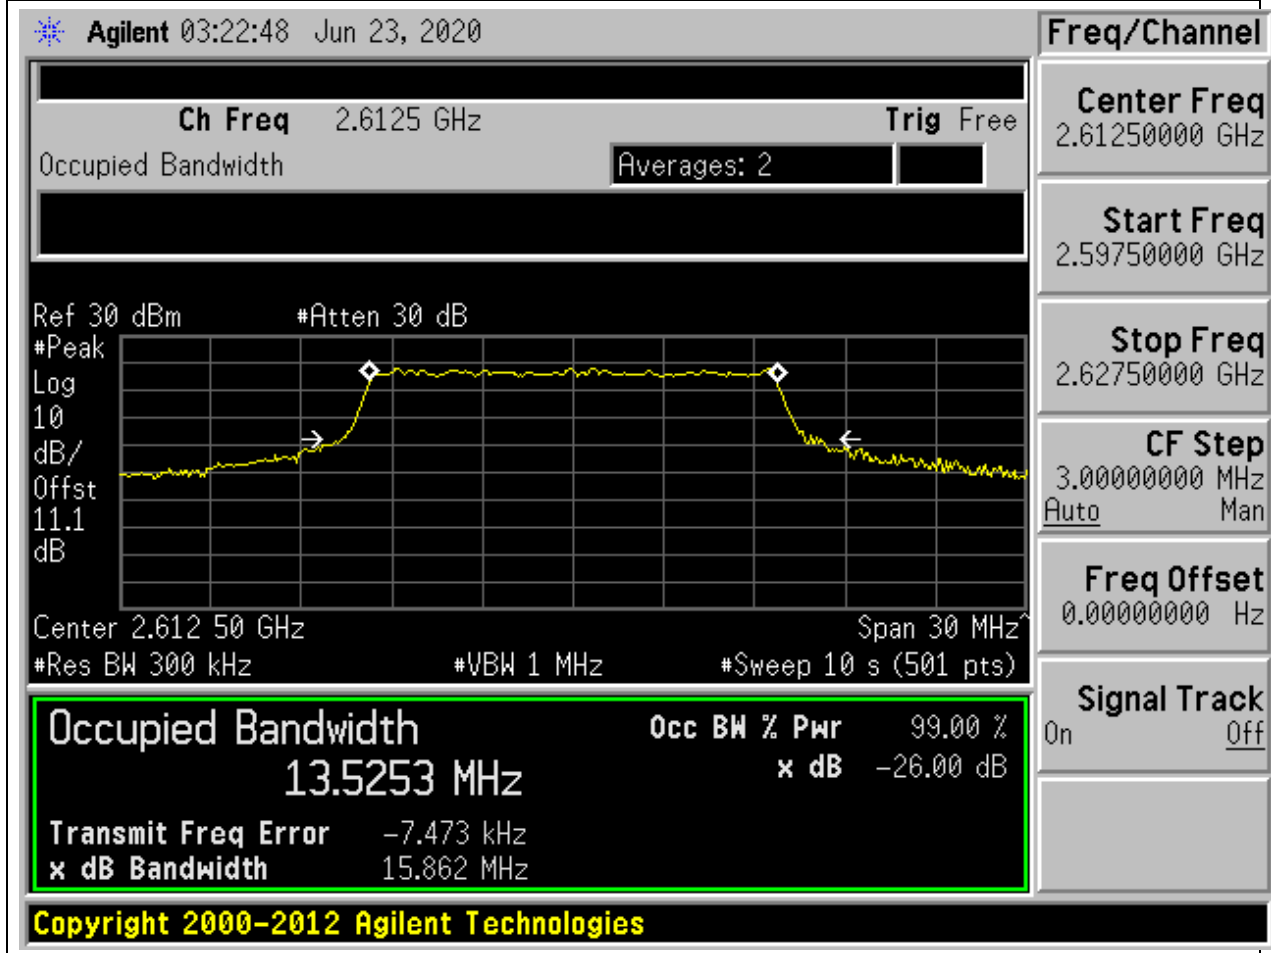 Agilent 03:22:48 Jun 23, 2020
Freq/Channel
Ch Freq 2.6125 GHz Trig Free
Occupied Bandwidth Averages: 2
Center Freq
2.61250000 GHz
Start Freq
2.59750000 GHz
Stop Freq
2.62750000 GHz
CF Step
3.00000000 MHz
Auto Man
Freq Offset
0.00000000 Hz
Signal Track
On Off
Ref 30 dBm #Atten 30 dB
#Peak
Log
10
dB/
Offst
11.1
dB
Center 2.612 50 GHz Span 30 MHz^
#Res BW 300 kHz #VBW 1 MHz #Sweep 10 s (501 pts)
Occupied Bandwidth
13.5253 MHz
Occ BW % Pwr 99.00 %
x dB -26.00 dB
Transmit Freq Error -7.473 kHz
x dB Bandwidth 15.862 MHz
Copyright 2000-2012 Agilent Technologies